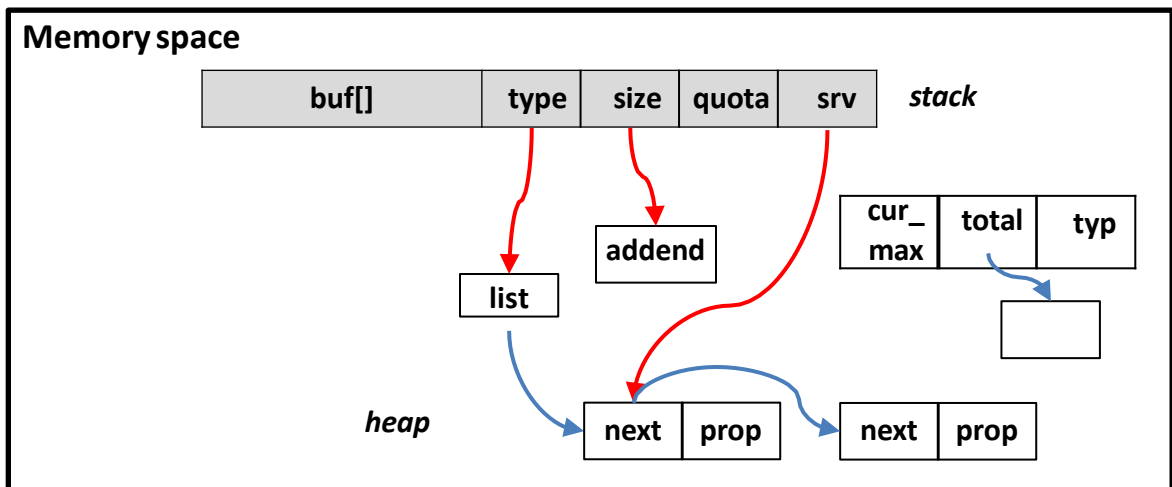 Memory space
buf[] type size quota srv stack
cur_
max total typ
addend
list
heap next prop next prop